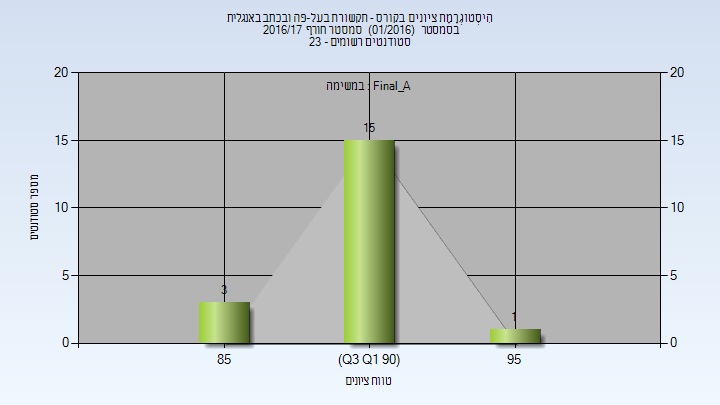 היסטוגרמת ציונים בקורס - תקשורת בעל-פה ובכתב באנגלית
בסמסטר (01/2016) סמסטר חורף 2016/17
סטודנטים רשומים - 23
במשימה : Final_A
מספר סטודנטים
20
15
10
5
0
20
15
10
5
0
3
15
1
85
(Q3 Q1 90)
95
טווח ציונים